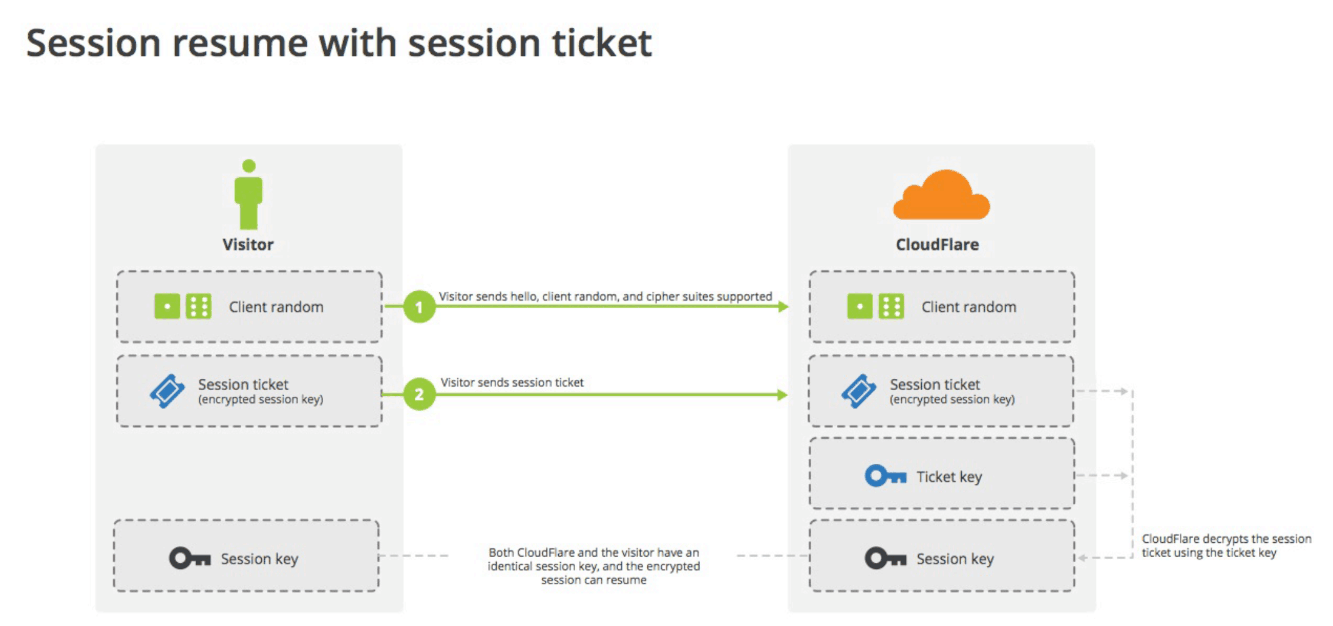 Session resume with session ticket
Visitor
CloudFlare
Client random
1
Visitor sends hello, client random, and cipher suites supported
Client random
Session ticket
(encrypted session key)
2
Visitor sends session ticket
Session ticket
(encrypted session key)
Ticket key
Session key
Both CloudFlare and the visitor have an
identical session key, and the encrypted
session can resume
Session key
CloudFlare decrypts the session
ticket using the ticket key